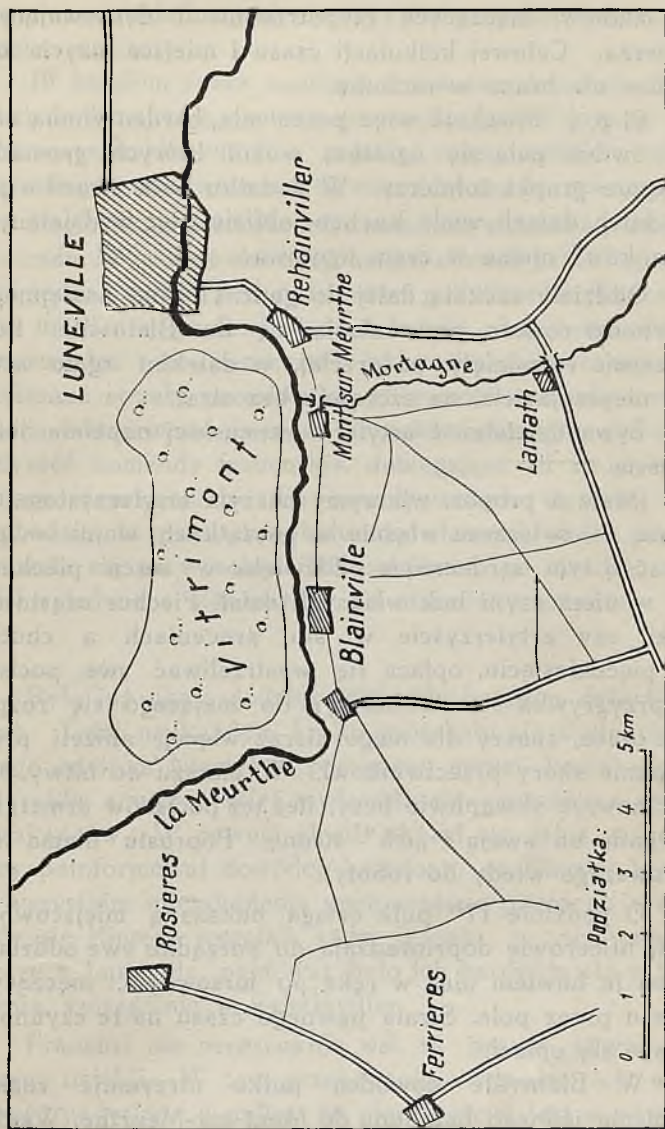 LUNEVILLE
Rehainviller
Vitrimont
Mont sur Meurthe
Mortagne
Lamath
Blainville
la Meurthe
Rosieres
Ferrieres
Podziałka:
0 1 2 3 4 5 km